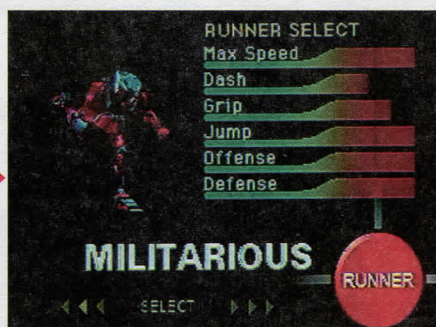 RUNNER SELECT
Max Speed
Dash
Grip
Jump
Offense
Defense
MILITARIOUS
RUNNER
SELECT